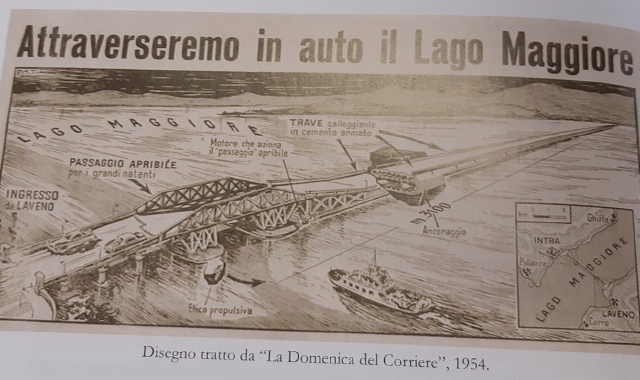 Attraverseremo in auto il Lago Maggiore
LAGO MAGGIORE
TRAVE galleggiante
in cemento armato
Motore che aziona
il "passaggio" apribile
PASSAGGIO APRIBILE
per i grandi natanti
INGRESSO
da LAVENO
m. 3100
Ancoraggio
Elica propulsiva
Ghiffa
INTRA
Pallanza
LAGO MAGGIORE
LAVENO
Cerro
Disegno tratto da “La Domenica del Corriere”, 1954.